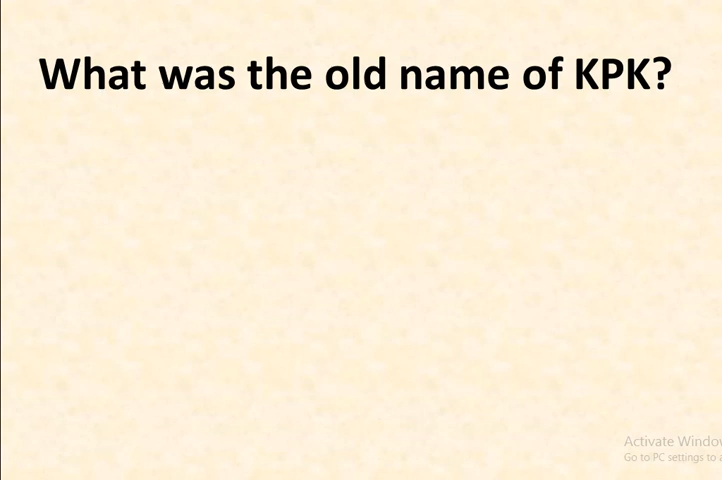 What was the old name of KPK?
Activate Window
Go to PC settings to a